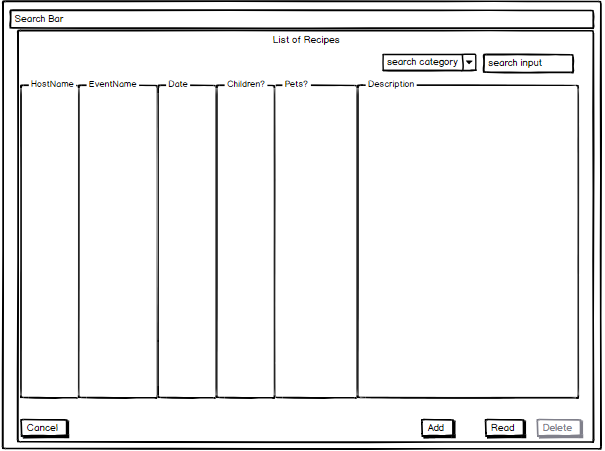 Search Bar
List of Recipes
search category search input
HostName EventName Date Children? Pets? Description
Cancel Add Read Delete